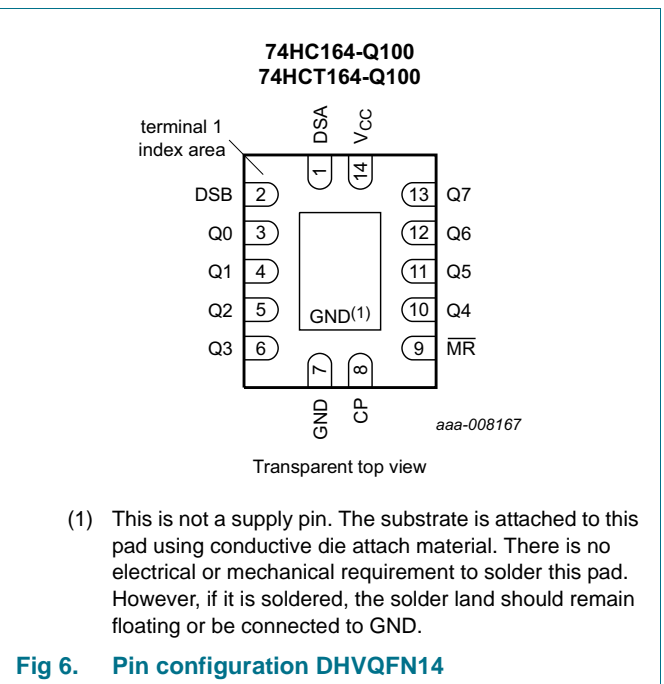 74HC164-Q100
74HCT164-Q100
terminal 1
index area
DSA
VCC
1
14
DSB 2
13 Q7
Q0 3
12 Q6
Q1 4
11 Q5
Q2 5
GND(1)
10 Q4
Q3 6
9 M̅R̅
7
8
GND
CP
aaa-008167
Transparent top view
(1) This is not a supply pin. The substrate is attached to this
pad using conductive die attach material. There is no
electrical or mechanical requirement to solder this pad.
However, if it is soldered, the solder land should remain
floating or be connected to GND.
Fig 6. Pin configuration DHVQFN14